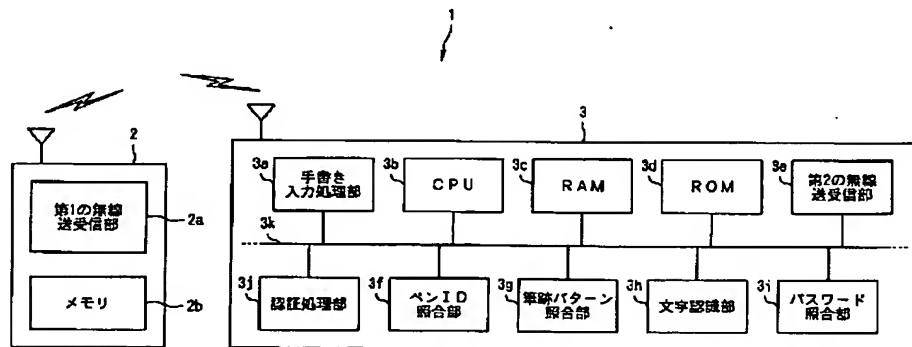 1
2
3
3a
手書き
入力処理部
3b
CPU
3c
RAM
3d
ROM
3e
第2の無線
送受信部
第1の無線
送受信部
2a
メモリ
2b
3k
3j
認証処理部
3f
ペンID
照合部
3g
筆跡パターン
照合部
3h
文字認識部
3i
パスワード
照合部